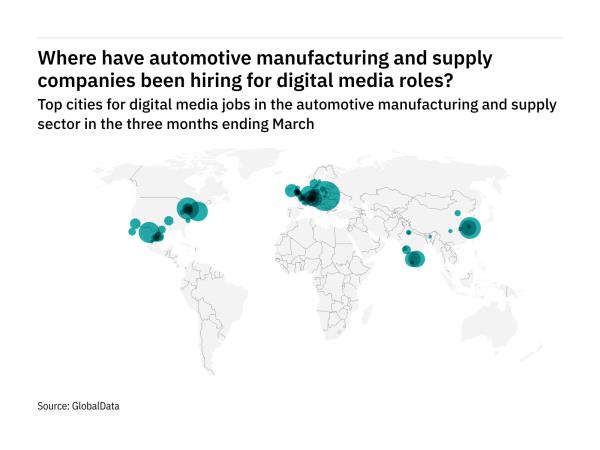 Where have automotive manufacturing and supply
companies been hiring for digital media roles?
Top cities for digital media jobs in the automotive manufacturing and supply
sector in the three months ending March
Source: GlobalData